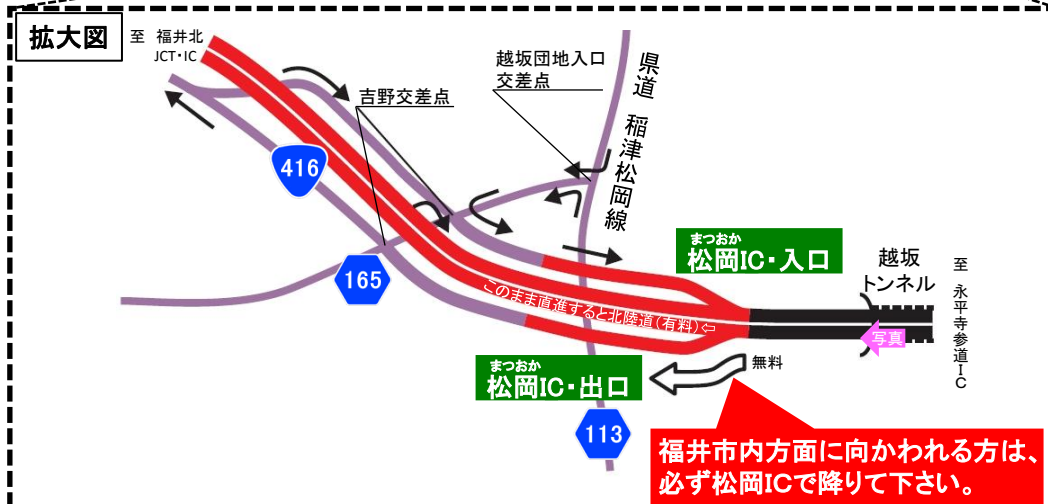 拡大図
至 福井北
JCT・IC
吉野交差点
越坂団地入口
交差点
県道 稲津松岡線
416
165
まつおか
松岡IC・入口
越坂
トンネル
至 永平寺参道IC
このまま直進すると北陸道(有料)⇦
写真
無料
まつおか
松岡IC・出口
113
福井市内方面に向かわれる方は、
必ず松岡ICで降りて下さい。